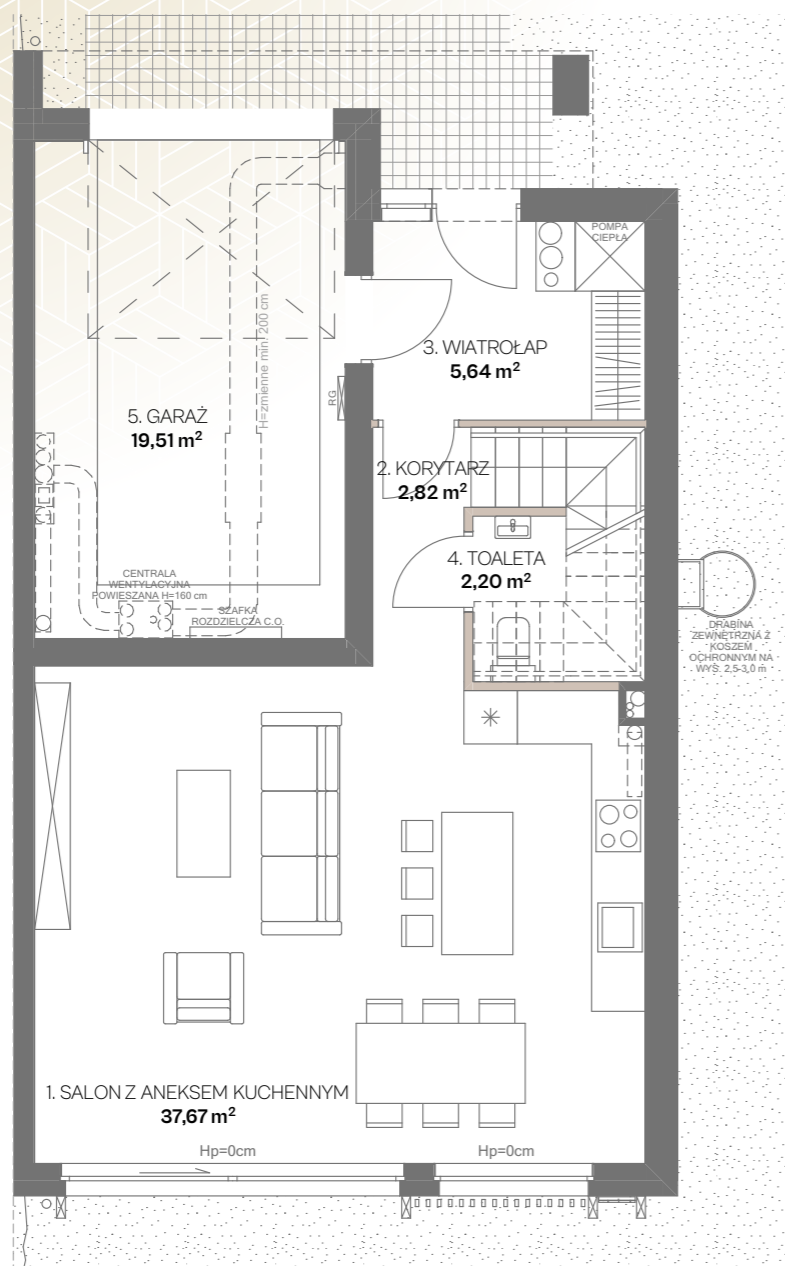 POMPA
CIEPŁA
3. WIATROŁAP
5,64 m²
H=zmienne min. 200 cm
RG
5. GARAŻ
19,51 m²
2. KORYTARZ
2,82 m²
4. TOALETA
2,20 m²
CENTRALA
WENTYLACYJNA
POWIESZANA H=160 cm
SZAFKA
ROZDZIELCZA C.O.
DRABINA
ZEWNĘTRZNA Z
KOSZEM
OCHRONNYM NA
WYS. 2,5-3,0 m
1. SALON Z ANEKSEM KUCHENNYM
37,67 m²
Hp=0cm
Hp=0cm